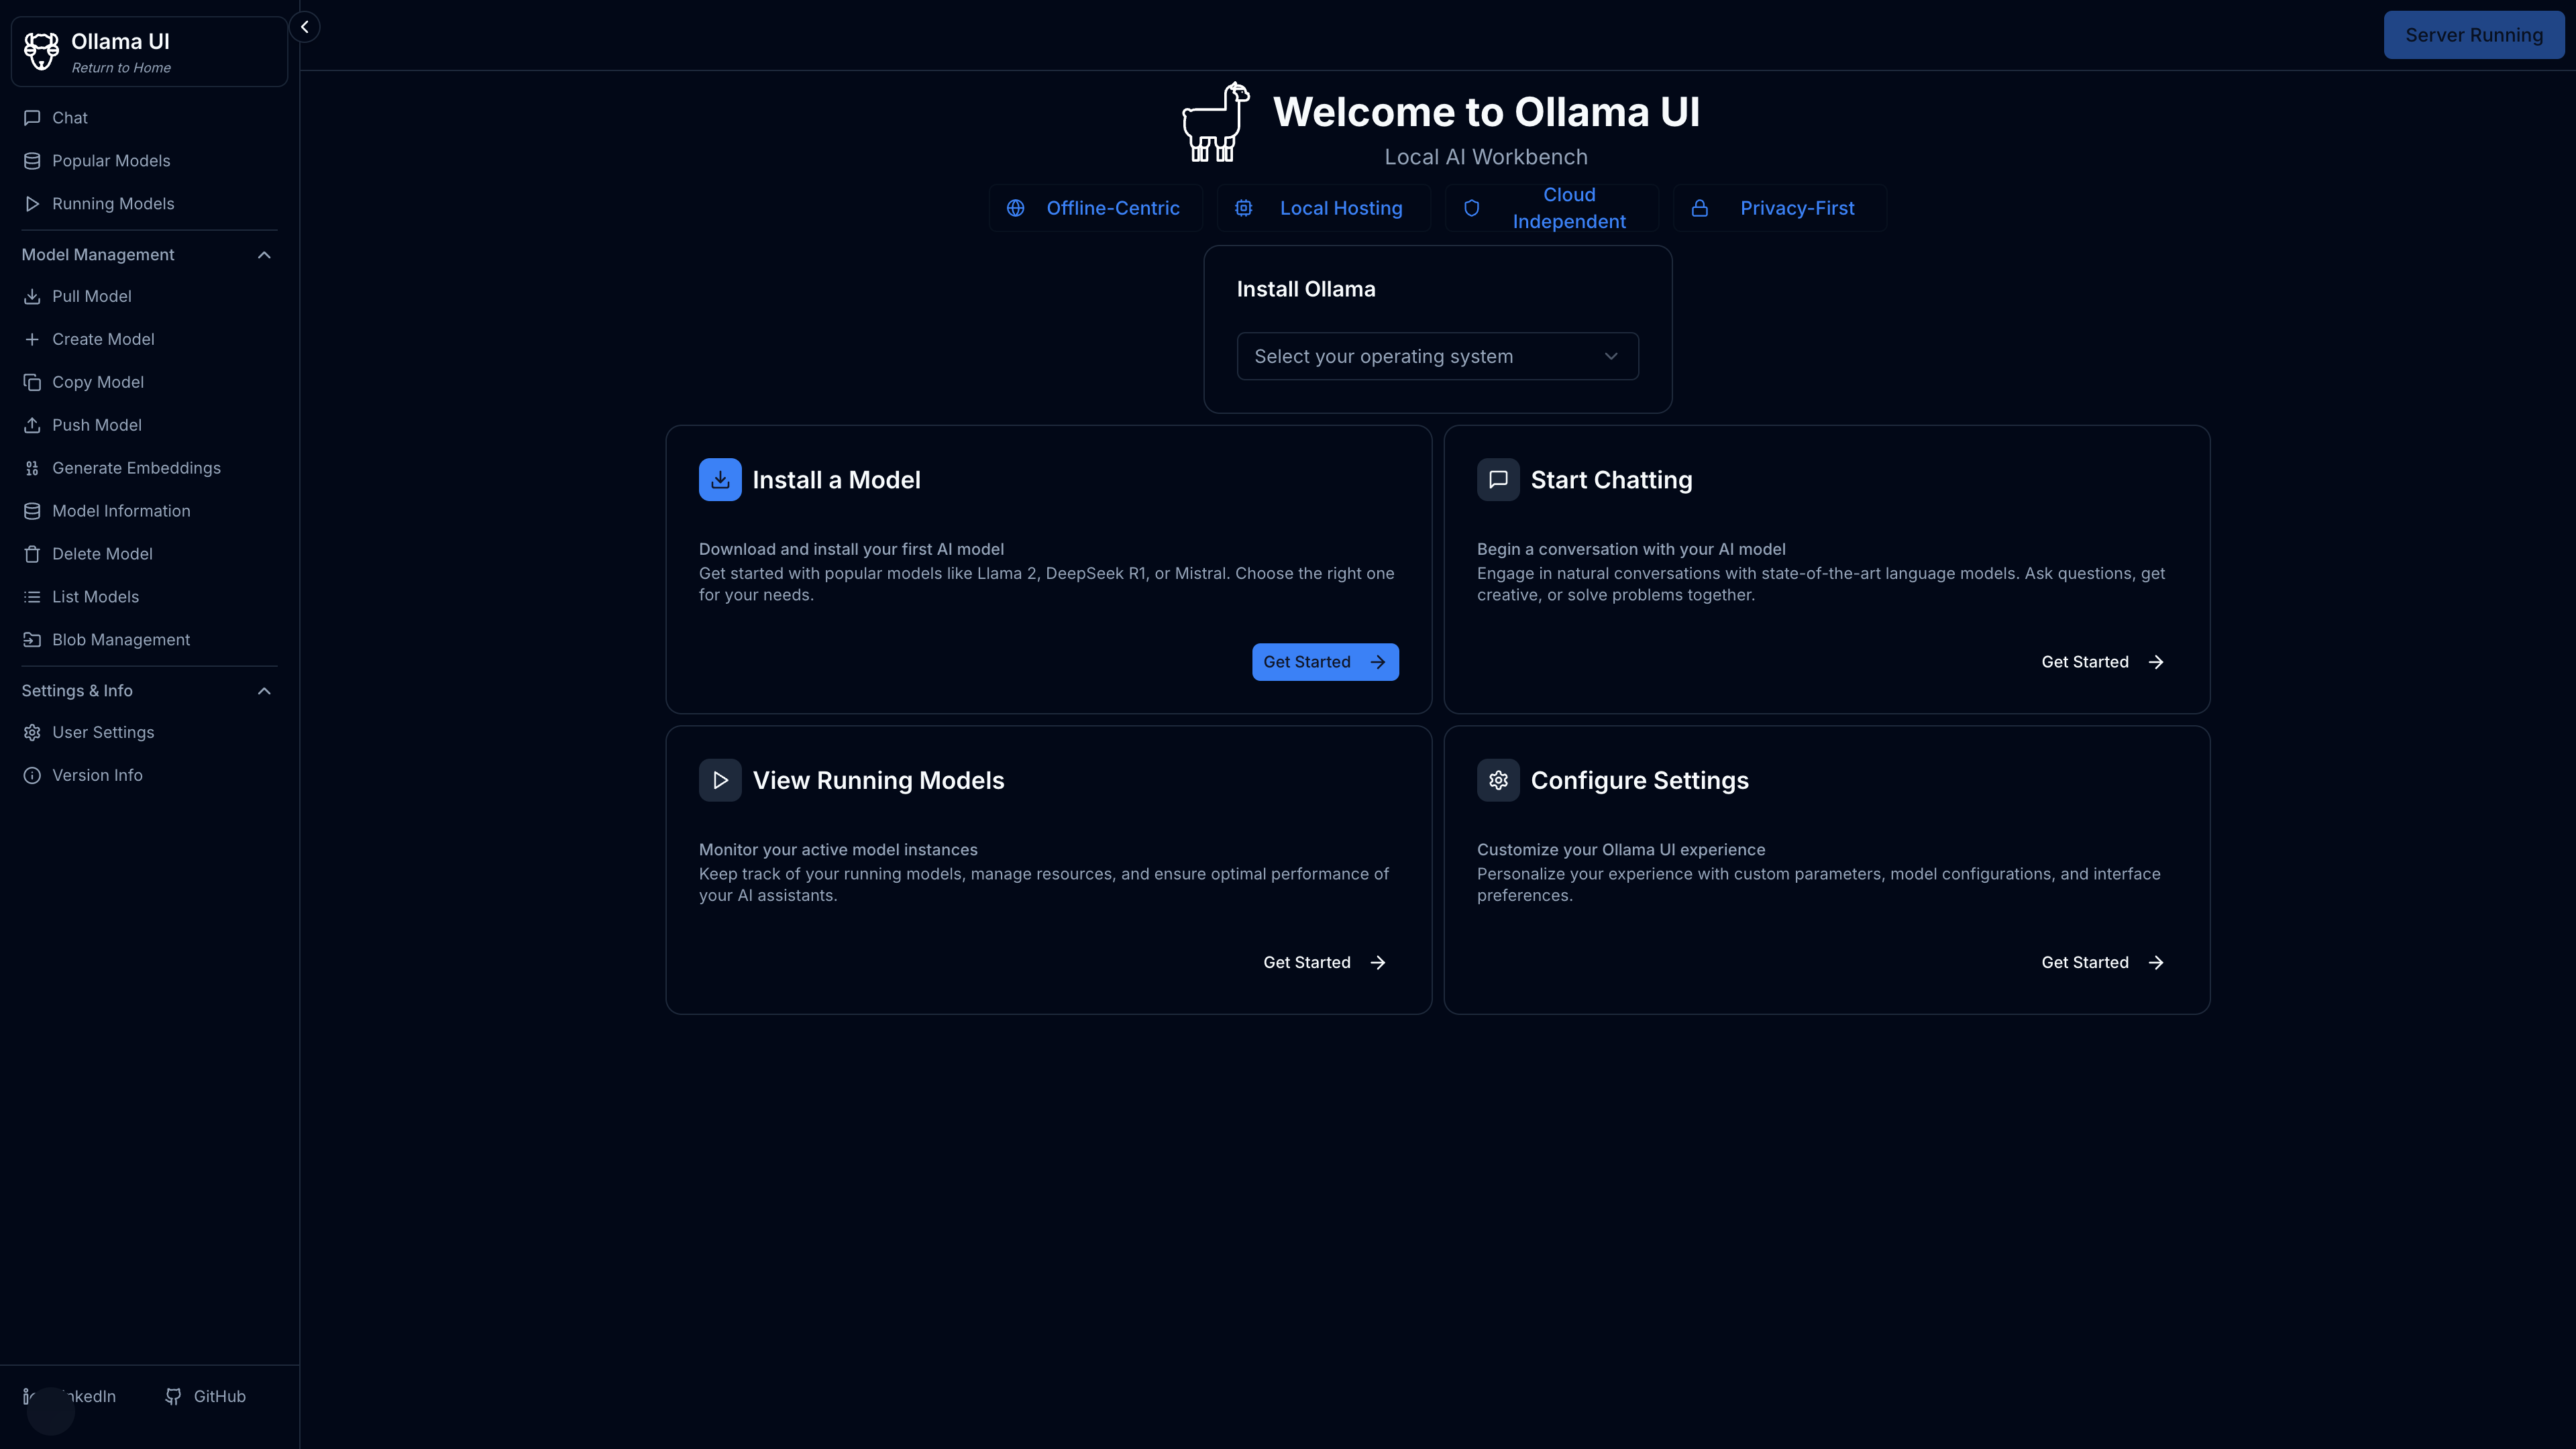 Ollama UI
Return to Home
Chat
Popular Models
Running Models
Model Management
Pull Model
Create Model
Copy Model
Push Model
Generate Embeddings
Model Information
Delete Model
List Models
Blob Management
Settings & Info
User Settings
Version Info
GitHub
Server Running
Welcome to Ollama UI
Local AI Workbench
Offline-Centric
Local Hosting
Cloud
Independent
Privacy-First
Install Ollama
Select your operating system
Install a Model
Download and install your first AI model
Get started with popular models like Llama 2, DeepSeek R1, or Mistral. Choose the right one
for your needs.
Get Started
Start Chatting
Begin a conversation with your AI model
Engage in natural conversations with state-of-the-art language models. Ask questions, get
creative, or solve problems together.
Get Started
View Running Models
Monitor your active model instances
Keep track of your running models, manage resources, and ensure optimal performance of
your AI assistants.
Get Started
Configure Settings
Customize your Ollama UI experience
Personalize your experience with custom parameters, model configurations, and interface
preferences.
Get Started